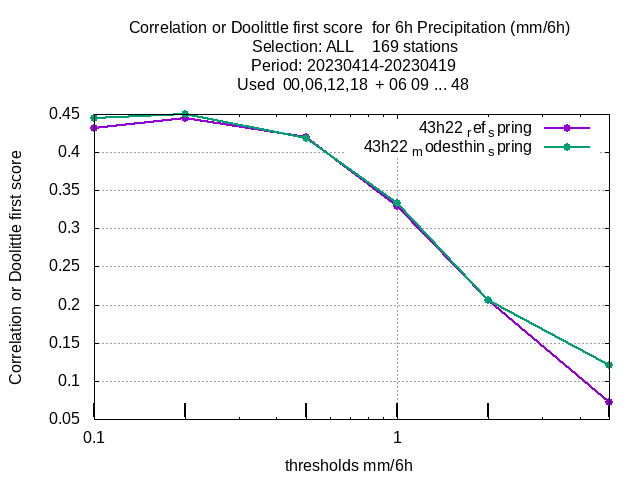 Correlation or Doolittle first score  for 6h Precipitation (mm/6h)
Selection: ALL    169 stations
Period: 20230414-20230419
Used  00,06,12,18  + 06 09 ... 48
43h22 ref spring
43h22 modesthin spring
Correlation or Doolittle first score
0.45
0.4
0.35
0.3
0.25
0.2
0.15
0.1
0.05
0.1
1
thresholds mm/6h